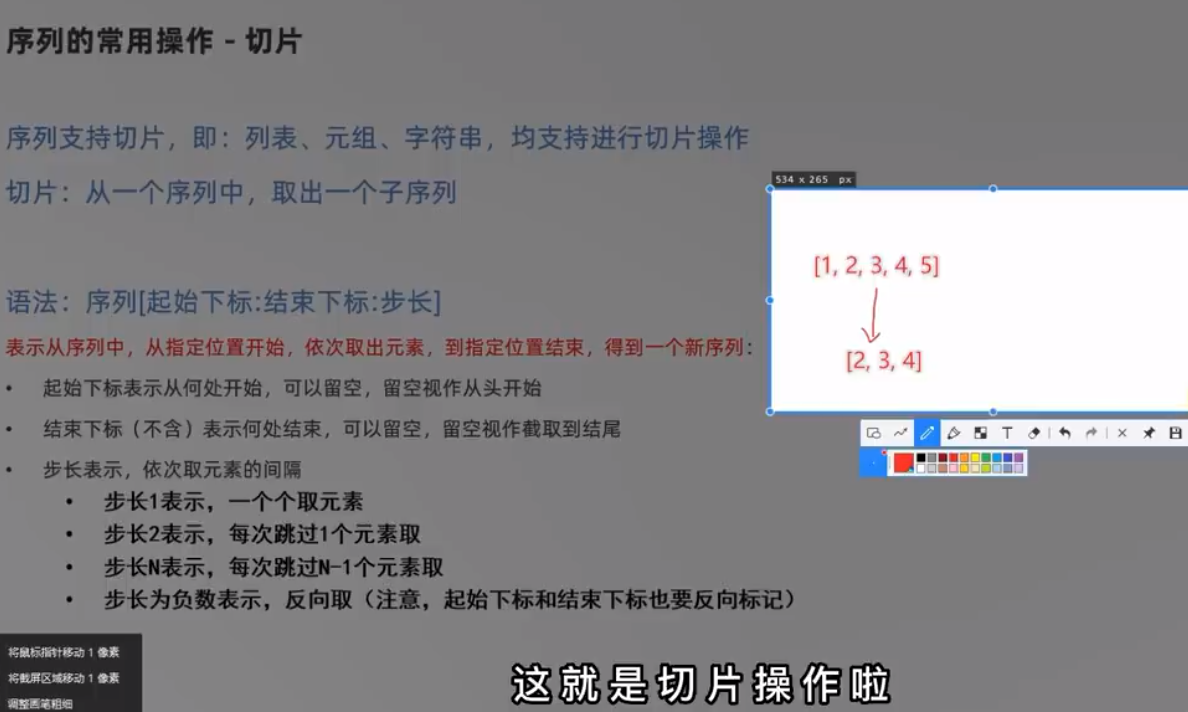 序列的常用操作 - 切片
序列支持切片，即：列表、元组、字符串，均支持进行切片操作
切片：从一个序列中，取出一个子序列
534 x 265 px
[1, 2, 3, 4, 5]
[2, 3, 4]
语法：序列[起始下标:结束下标:步长]
表示从序列中，从指定位置开始，依次取出元素，到指定位置结束，得到一个新序列：
• 起始下标表示从何处开始，可以留空，留空视作从头开始
• 结束下标（不含）表示何处结束，可以留空，留空视作截取到结尾
• 步长表示，依次取元素的间隔
• 步长1表示，一个个取元素
• 步长2表示，每次跳过1个元素取
• 步长N表示，每次跳过N-1个元素取
• 步长为负数表示，反向取（注意，起始下标和结束下标也要反向标记）
将鼠标指针移动 1 像素
将截屏区域移动 1 像素
调整画笔粗细
这就是切片操作啦